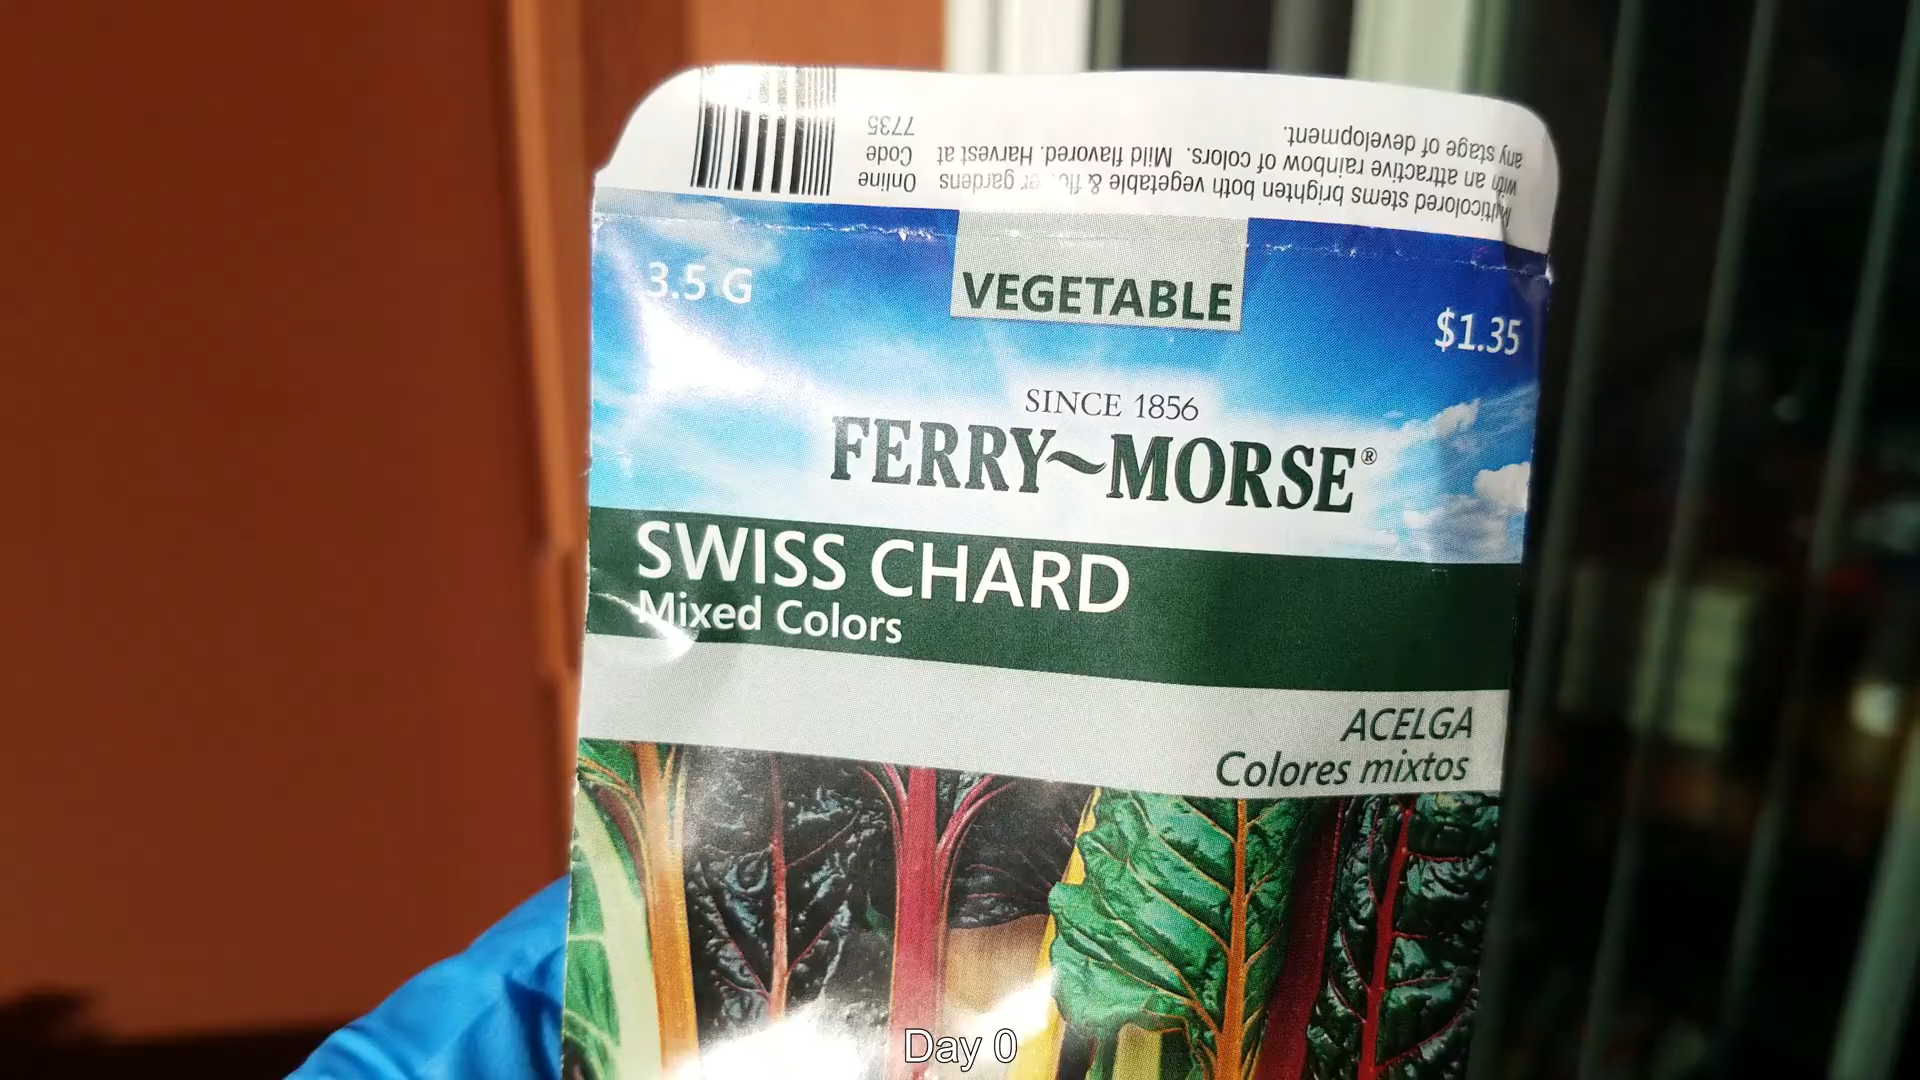 Multicolored stems brighten both vegetable & flower gardens
with an attractive rainbow of colors. Mild flavored. Harvest at
any stage of development.
Online
Code
7735
3.5 G
VEGETABLE
$1.35
SINCE 1856
FERRY~MORSE®
SWISS CHARD
Mixed Colors
ACELGA
Colores mixtos
Day 0